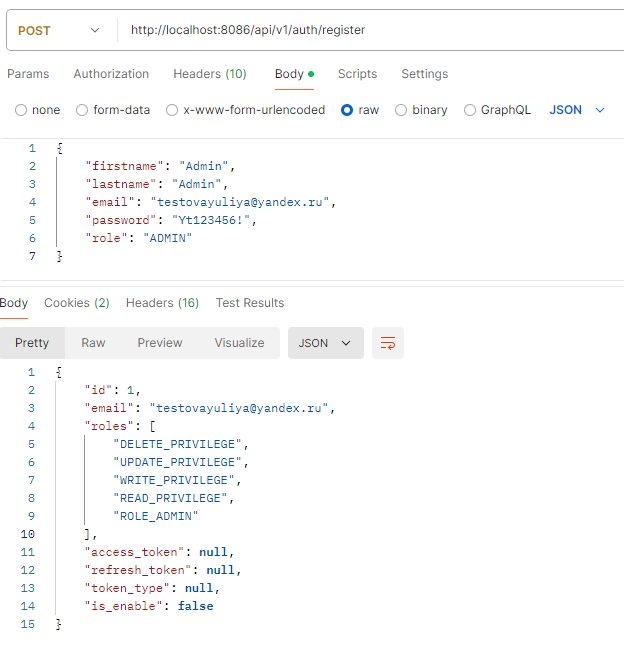 POST http://localhost:8086/api/v1/auth/register
Params Authorization Headers (10) Body Scripts Settings
none form-data x-www-form-urlencoded raw binary GraphQL JSON
1 {
2 "firstname": "Admin",
3 "lastname": "Admin",
4 "email": "testovayuliya@yandex.ru",
5 "password": "Yt123456!",
6 "role": "ADMIN"
7 }
Body Cookies (2) Headers (16) Test Results
Pretty Raw Preview Visualize JSON
1 {
2 "id": 1,
3 "email": "testovayuliya@yandex.ru",
4 "roles": [
5 "DELETE_PRIVILEGE",
6 "UPDATE_PRIVILEGE",
7 "WRITE_PRIVILEGE",
8 "READ_PRIVILEGE",
9 "ROLE_ADMIN"
10 ],
11 "access_token": null,
12 "refresh_token": null,
13 "token_type": null,
14 "is_enable": false
15 }